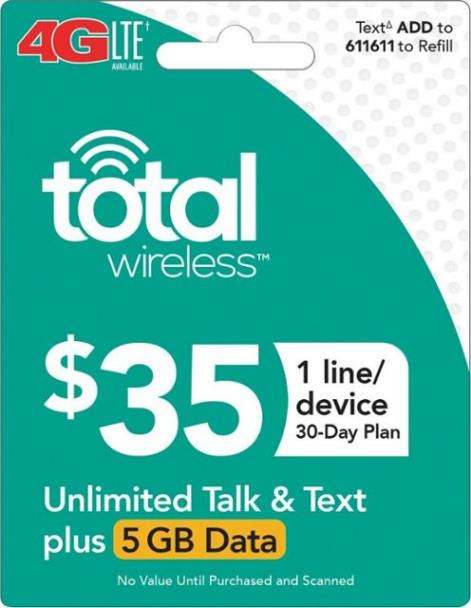 4G LTE†
AVAILABLE
Text△ ADD to
611611 to Refill
total
wireless™
$35
1 line/
device
30-Day Plan
Unlimited Talk & Text
plus 5 GB Data
No Value Until Purchased and Scanned